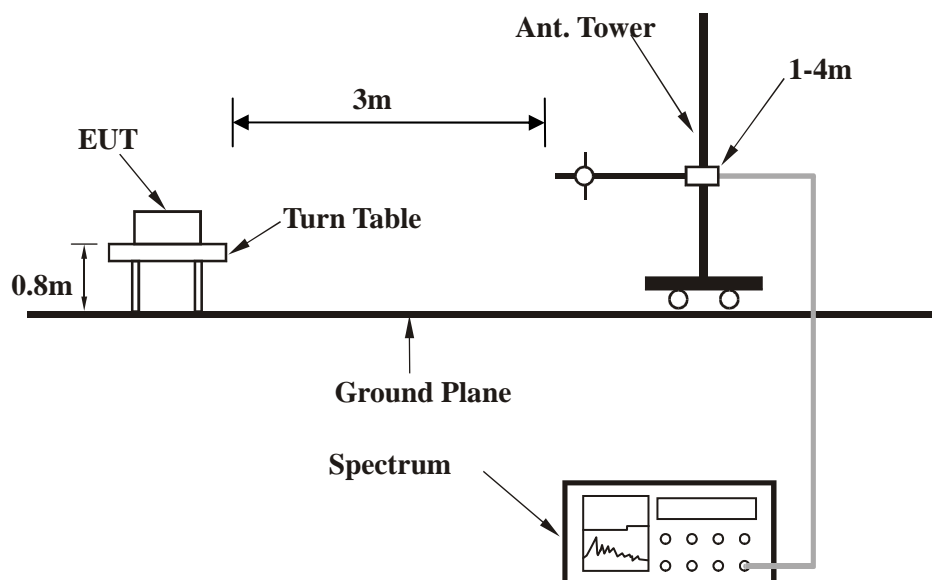 Ant. Tower
1-4m
3m
EUT
Turn Table
0.8m
Ground Plane
Spectrum